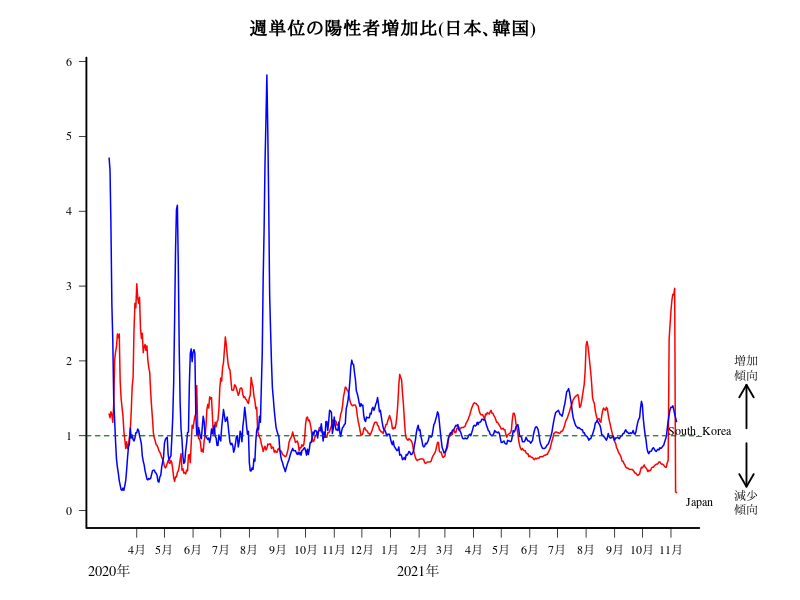 週単位の陽性者増加比(日本、韓国)
6
5
4
3
2
1
0
増加
傾向
South_Korea
Japan
減少
傾向
4月 5月 6月 7月 8月 9月 10月 11月 12月 1月 2月 3月 4月 5月 6月 7月 8月 9月 10月 11月
2020年 2021年